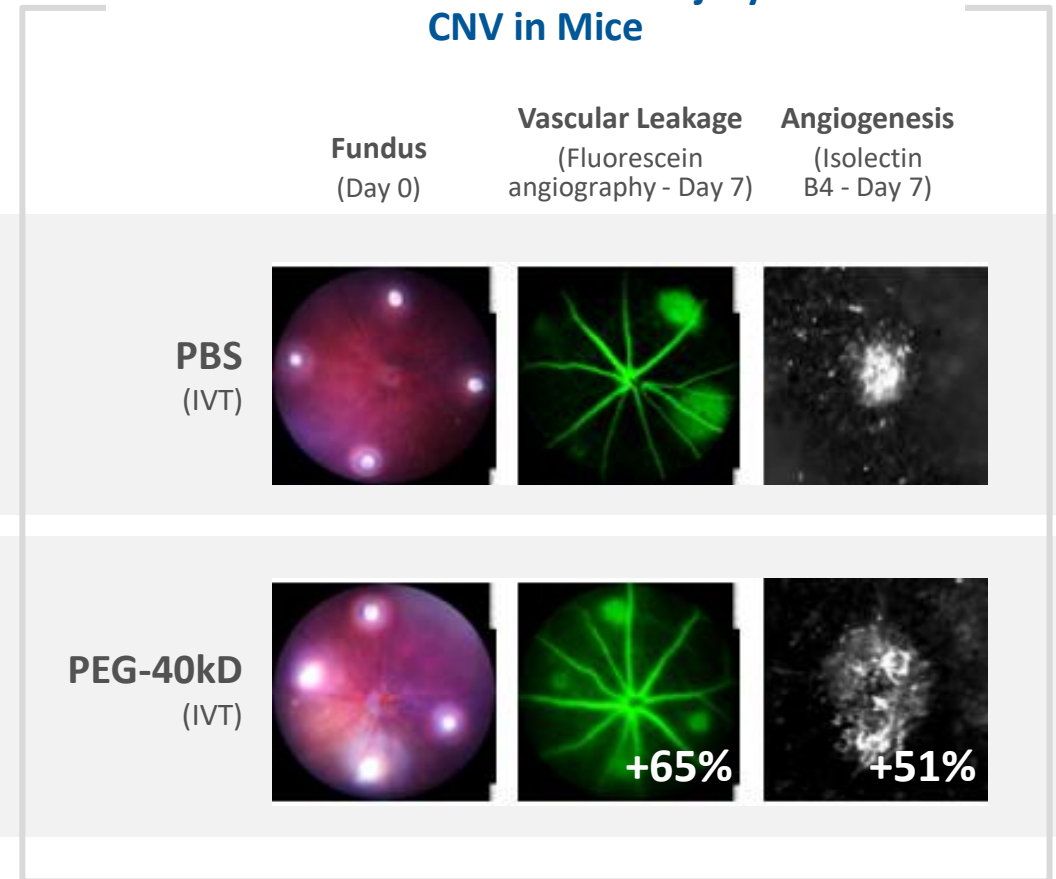 CNV in Mice
Fundus
(Day 0)
Vascular Leakage
(Fluorescein
angiography - Day 7)
Angiogenesis
(Isolectin
B4 - Day 7)
PBS
(IVT)
PEG-40kD
(IVT)
+65%
+51%